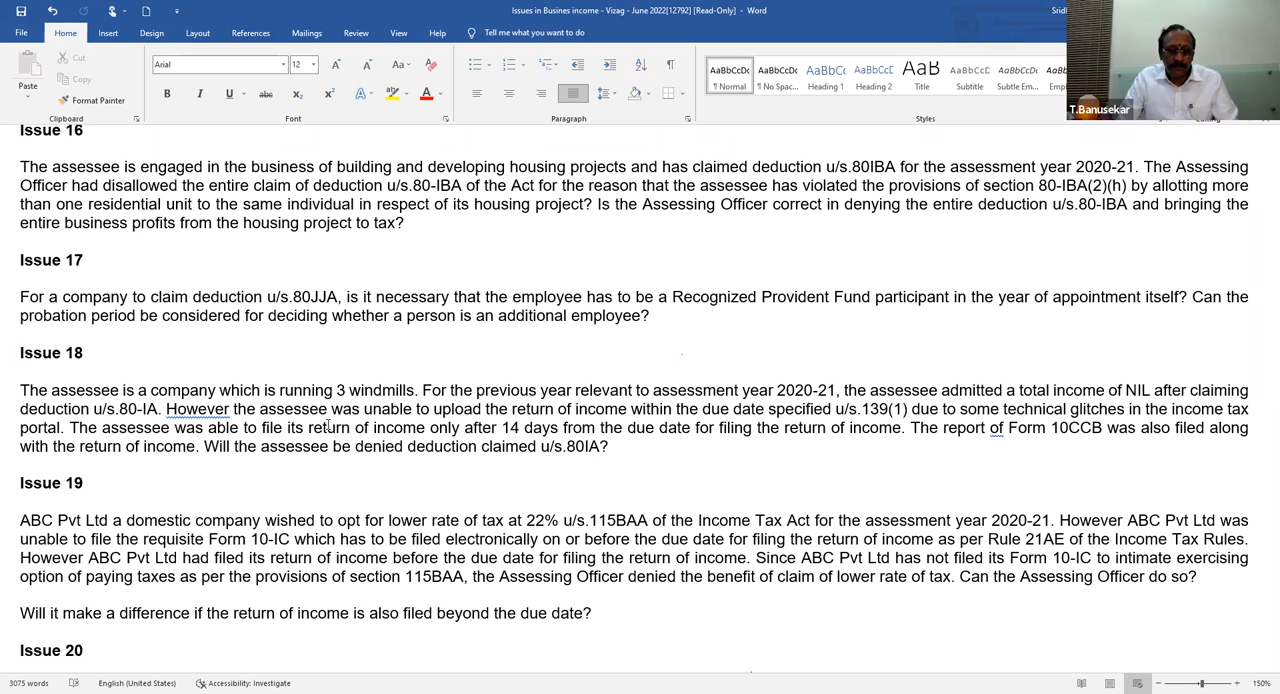 Issues in Busines income - Vizag - June 2022[12792] [Read-Only] - Word
Sridh
File Home Insert Design Layout References Mailings Review View Help Tell me what you want to do
Paste
Cut
Copy
Format Painter
Clipboard
Arial 12
Font
Paragraph
AaBbCcDc ¶ Normal
AaBbCcDc ¶ No Spac...
AaBbCc Heading 1
AaBbCcC Heading 2
AaB Title
AaBbCcC Subtitle
AaBbCcDc Subtle Em...
Styles
T.Banusekar
Issue 16
The assessee is engaged in the business of building and developing housing projects and has claimed deduction u/s.80IBA for the assessment year 2020-21. The Assessing
Officer had disallowed the entire claim of deduction u/s.80-IBA of the Act for the reason that the assessee has violated the provisions of section 80-IBA(2)(h) by allotting more
than one residential unit to the same individual in respect of its housing project? Is the Assessing Officer correct in denying the entire deduction u/s.80-IBA and bringing the
entire business profits from the housing project to tax?
Issue 17
For a company to claim deduction u/s.80JJA, is it necessary that the employee has to be a Recognized Provident Fund participant in the year of appointment itself? Can the
probation period be considered for deciding whether a person is an additional employee?
Issue 18
The assessee is a company which is running 3 windmills. For the previous year relevant to assessment year 2020-21, the assessee admitted a total income of NIL after claiming
deduction u/s.80-IA. However the assessee was unable to upload the return of income within the due date specified u/s.139(1) due to some technical glitches in the income tax
portal. The assessee was able to file its return of income only after 14 days from the due date for filing the return of income. The report of Form 10CCB was also filed along
with the return of income. Will the assessee be denied deduction claimed u/s.80IA?
Issue 19
ABC Pvt Ltd a domestic company wished to opt for lower rate of tax at 22% u/s.115BAA of the Income Tax Act for the assessment year 2020-21. However ABC Pvt Ltd was
unable to file the requisite Form 10-IC which has to be filed electronically on or before the due date for filing the return of income as per Rule 21AE of the Income Tax Rules.
However ABC Pvt Ltd had filed its return of income before the due date for filing the return of income. Since ABC Pvt Ltd has not filed its Form 10-IC to intimate exercising
option of paying taxes as per the provisions of section 115BAA, the Assessing Officer denied the benefit of claim of lower rate of tax. Can the Assessing Officer do so?
Will it make a difference if the return of income is also filed beyond the due date?
Issue 20
3075 words English (United States) Accessibility: Investigate 150%